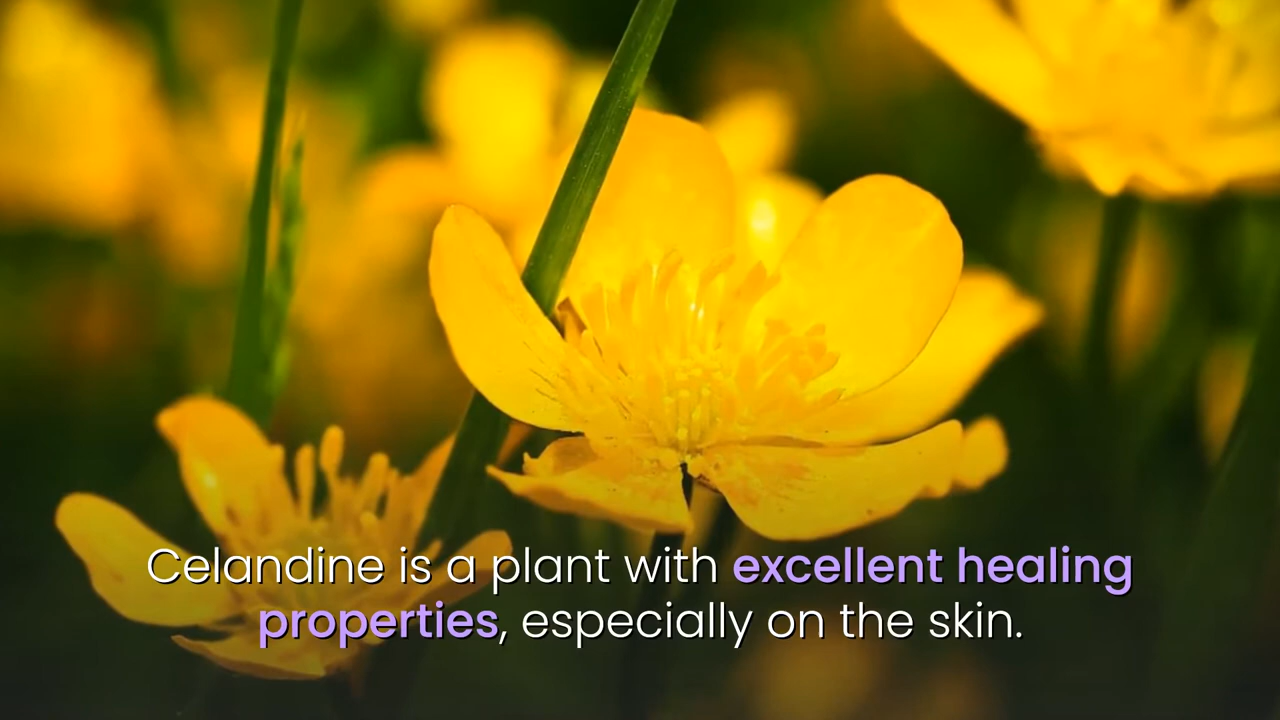 Celandine is a plant with excellent healing
properties, especially on the skin.